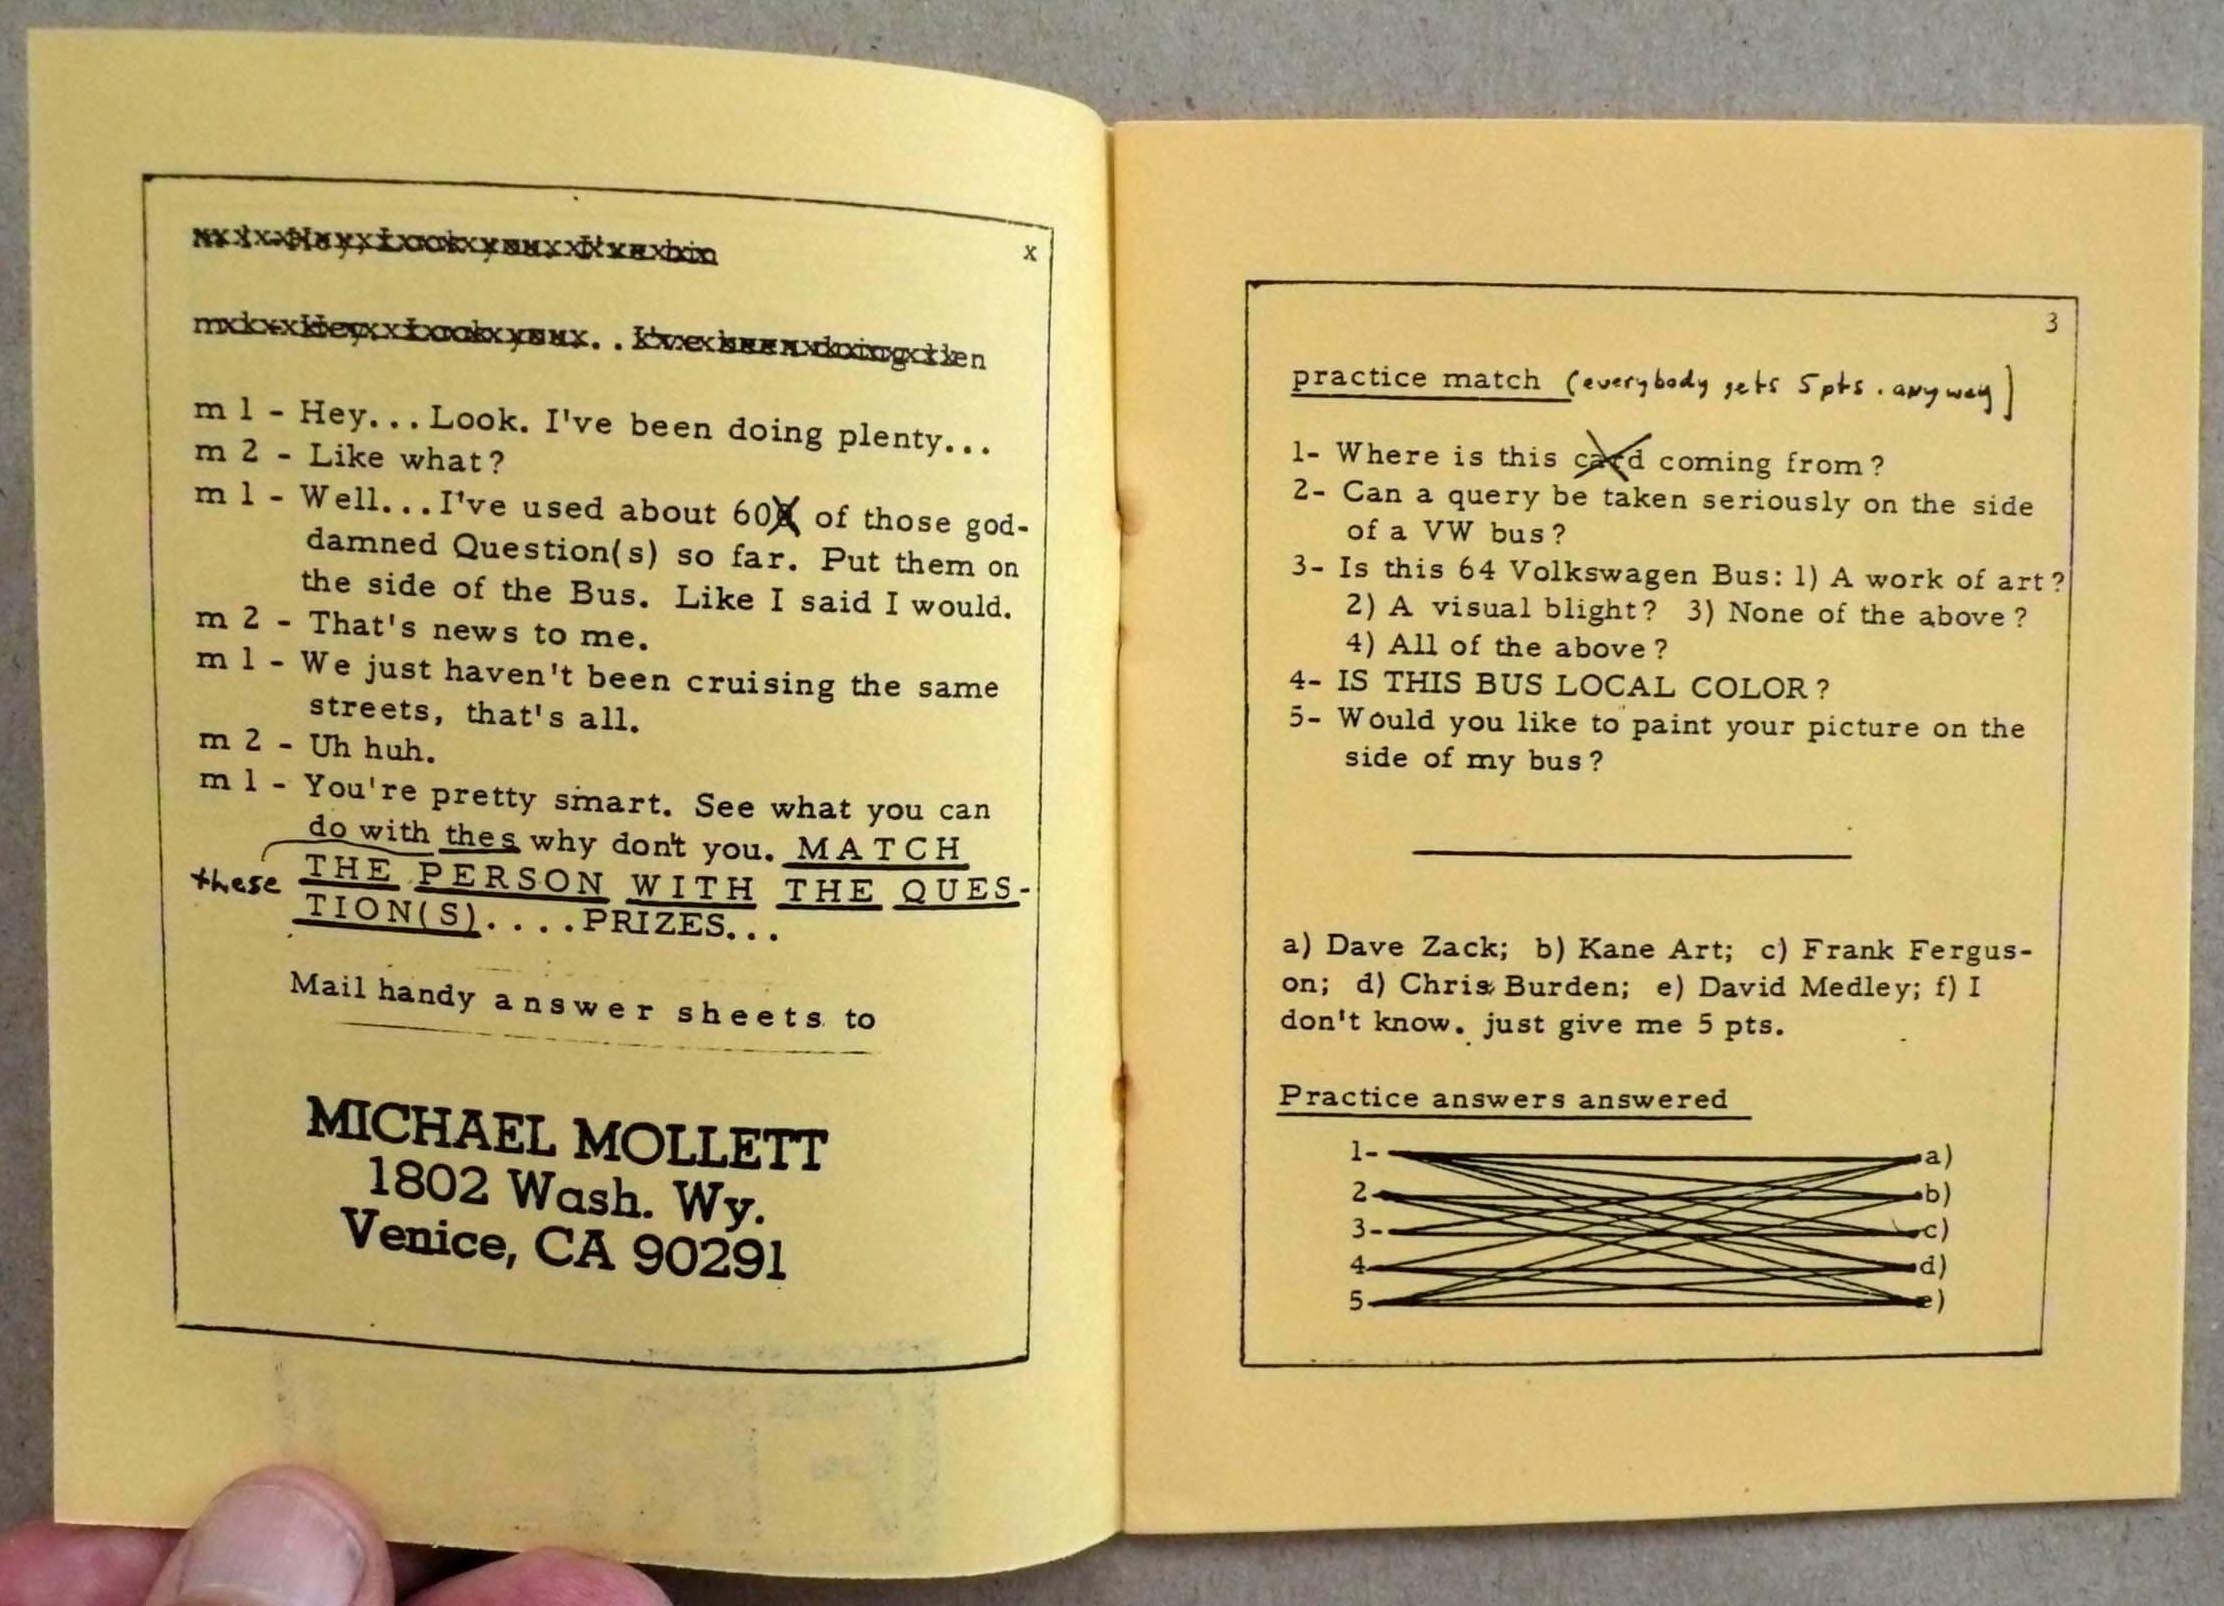 x
m 1 - Hey... Look. I've been doing plenty...
m 2 - Like what?
m 1 - Well...I've used about 60 of those god-
damned Question(s) so far. Put them on
the side of the Bus. Like I said I would.
m 2 - That's news to me.
m 1 - We just haven't been cruising the same
streets, that's all.
m 2 - Uh huh.
m 1 - You're pretty smart. See what you can
do with thes why don't you. MATCH
these THE PERSON WITH THE QUES-
TION(S)....PRIZES...
Mail handy answer sheets to
MICHAEL MOLLETT
1802 Wash. Wy.
Venice, CA 90291
3
practice match (everybody gets 5 pts. anyway)
1- Where is this card coming from?
2- Can a query be taken seriously on the side
of a VW bus?
3- Is this 64 Volkswagen Bus: 1) A work of art?
2) A visual blight? 3) None of the above?
4) All of the above?
4- IS THIS BUS LOCAL COLOR?
5- Would you like to paint your picture on the
side of my bus?
a) Dave Zack; b) Kane Art; c) Frank Fergus-
on; d) Chris Burden; e) David Medley; f) I
don't know. just give me 5 pts.
Practice answers answered
1- a)
2 b)
3- c)
4 d)
5 e)